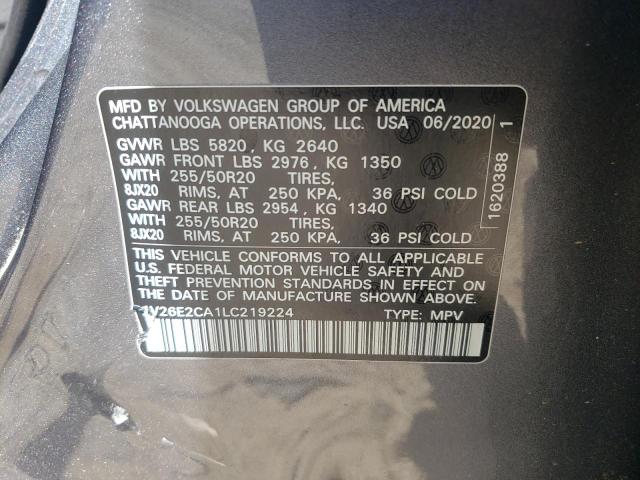 MFD BY VOLKSWAGEN GROUP OF AMERICA
CHATTANOOGA OPERATIONS, LLC. USA 06/2020
GVWR LBS 5820, KG 2640
GAWR FRONT LBS 2976, KG 1350
WITH 255/50R20 TIRES,
8JX20 RIMS, AT 250 KPA, 36 PSI COLD
GAWR REAR LBS 2954, KG 1340
WITH 255/50R20 TIRES,
8JX20 RIMS, AT 250 KPA, 36 PSI COLD
THIS VEHICLE CONFORMS TO ALL APPLICABLE
U.S. FEDERAL MOTOR VEHICLE SAFETY AND
THEFT PREVENTION STANDARDS IN EFFECT ON
THE DATE OF MANUFACTURE SHOWN ABOVE.
1V26E2CA1LC219224 TYPE: MPV
1620388 1